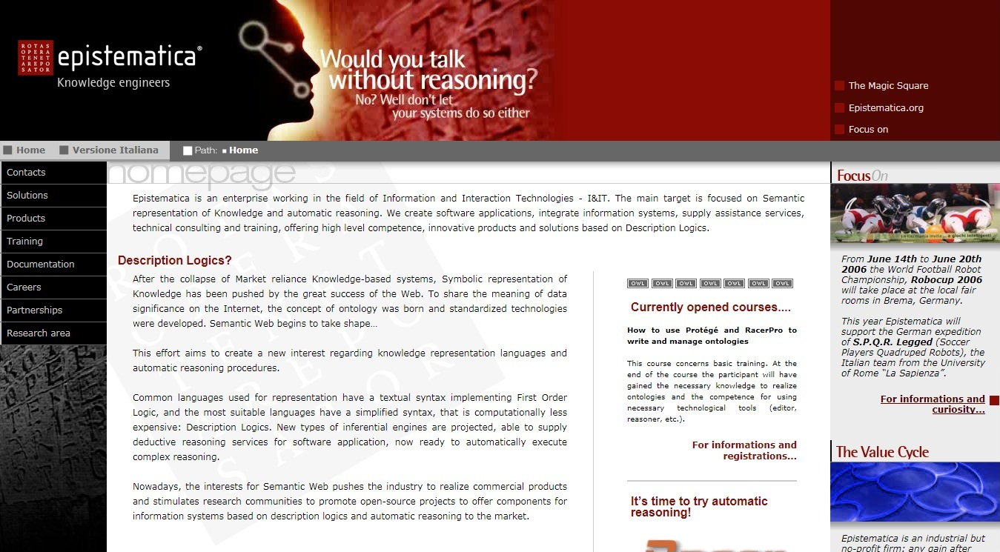 ROTAS
OPERA
TENET
AREPO
SATOR
epistematica®
Knowledge engineers
Would you talk
without reasoning?
No? Well don't let
your systems do so either
The Magic Square
Epistematica.org
Focus on
Home
Versione Italiana
Path:
Home
Contacts
Solutions
Products
Training
Documentation
Careers
Partnerships
Research area
homepage
Epistematica is an enterprise working in the field of Information and Interaction Technologies - I&IT. The main target is focused on Semantic
representation of Knowledge and automatic reasoning. We create software applications, integrate information systems, supply assistance services,
technical consulting and training, offering high level competence, innovative products and solutions based on Description Logics.
Description Logics?
After the collapse of Market reliance Knowledge-based systems, Symbolic representation of
Knowledge has been pushed by the great success of the Web. To share the meaning of data
significance on the Internet, the concept of ontology was born and standardized technologies
were developed. Semantic Web begins to take shape...
This effort aims to create a new interest regarding knowledge representation languages and
automatic reasoning procedures.
Common languages used for representation have a textual syntax implementing First Order
Logic, and the most suitable languages have a simplified syntax, that is computationally less
expensive: Description Logics. New types of inferential engines are projected, able to supply
deductive reasoning services for software application, now ready to automatically execute
complex reasoning.
Nowadays, the interests for Semantic Web pushes the industry to realize commercial products
and stimulates research communities to promote open-source projects to offer components for
information systems based on description logics and automatic reasoning to the market.
OWL OWL OWL OWL OWL OWL OWL
Currently opened courses....
How to use Protégé and RacerPro to
write and manage ontologies
This course concerns basic training. At the
end of the course the participant will have
gained the necessary knowledge to realize
ontologies and the competence for using
necessary technological tools (editor,
reasoner, etc.).
For informations and
registrations...
It's time to try automatic
reasoning!
FocusOn
La Germania invita ... a giochi intelligenti
From June 14th to June 20th
2006 the World Football Robot
Championship, Robocup 2006
will take place at the local fair
rooms in Brema, Germany.
This year Epistematica will
support the German expedition
of S.P.Q.R. Legged (Soccer
Players Quadruped Robots), the
Italian team from the University
of Rome "La Sapienza".
For informations and
curiosity...
The Value Cycle
Epistematica is an industrial but
no-profit firm: any gain after